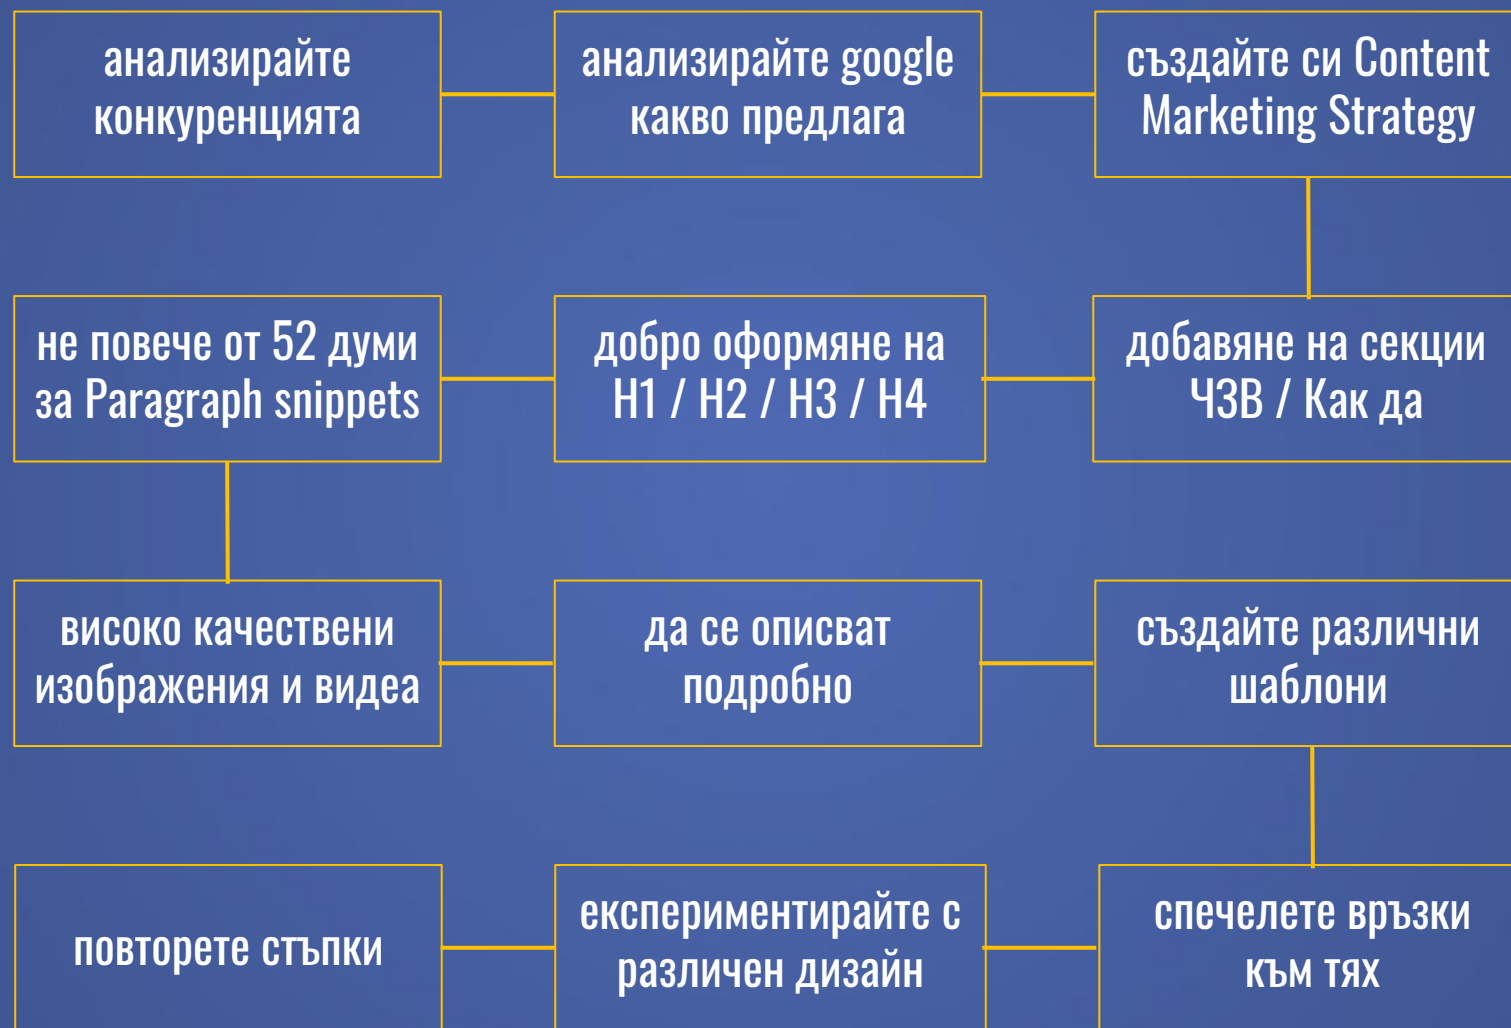 анализирайте
конкуренцията
анализирайте google
какво предлага
създайте си Content
Marketing Strategy
не повече от 52 думи
за Paragraph snippets
добро оформяне на
H1 / H2 / H3 / H4
добавяне на секции
ЧЗВ / Как да
високо качествени
изображения и видеа
да се описват
подробно
създайте различни
шаблони
повторете стъпки
експериментирайте с
различен дизайн
спечелете връзки
към тях